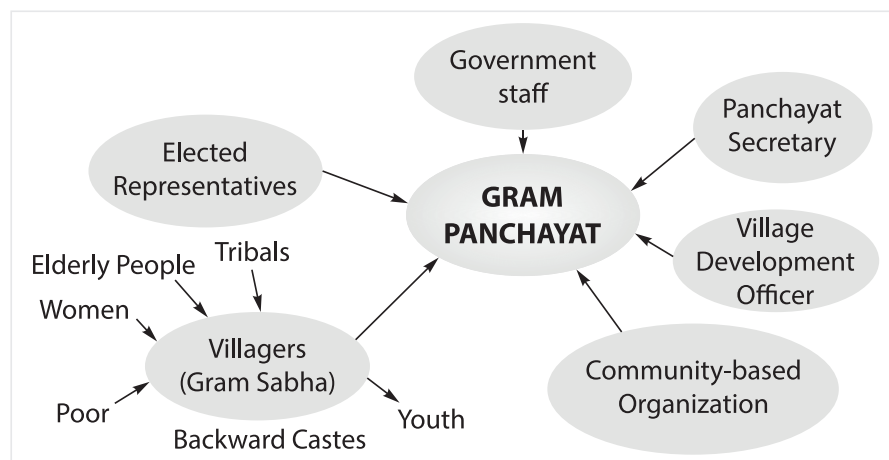 Government
staff
Panchayat
Secretary
Elected
Representatives
GRAM
PANCHAYAT
Village
Development
Officer
Tribals
Elderly People
Women
Villagers
(Gram Sabha)
Community-based
Organization
Poor
Youth
Backward Castes